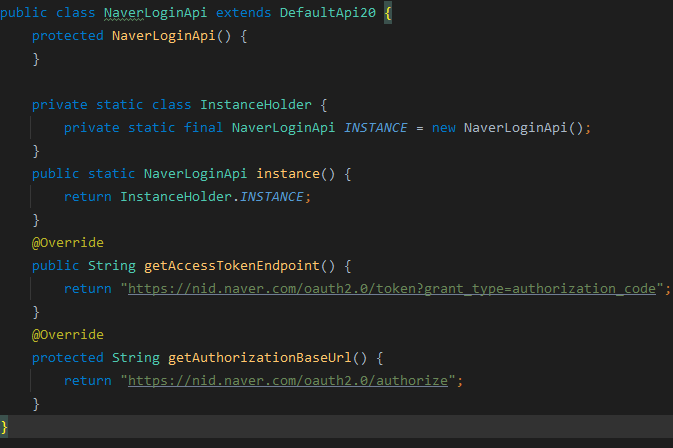 public class NaverLoginApi extends DefaultApi20 {
protected NaverLoginApi() {
}
private static class InstanceHolder {
private static final NaverLoginApi INSTANCE = new NaverLoginApi();
}
public static NaverLoginApi instance() {
return InstanceHolder.INSTANCE;
}
@Override
public String getAccessTokenEndpoint() {
return "https://nid.naver.com/oauth2.0/token?grant_type=authorization_code";
}
@Override
protected String getAuthorizationBaseUrl() {
return "https://nid.naver.com/oauth2.0/authorize";
}
}